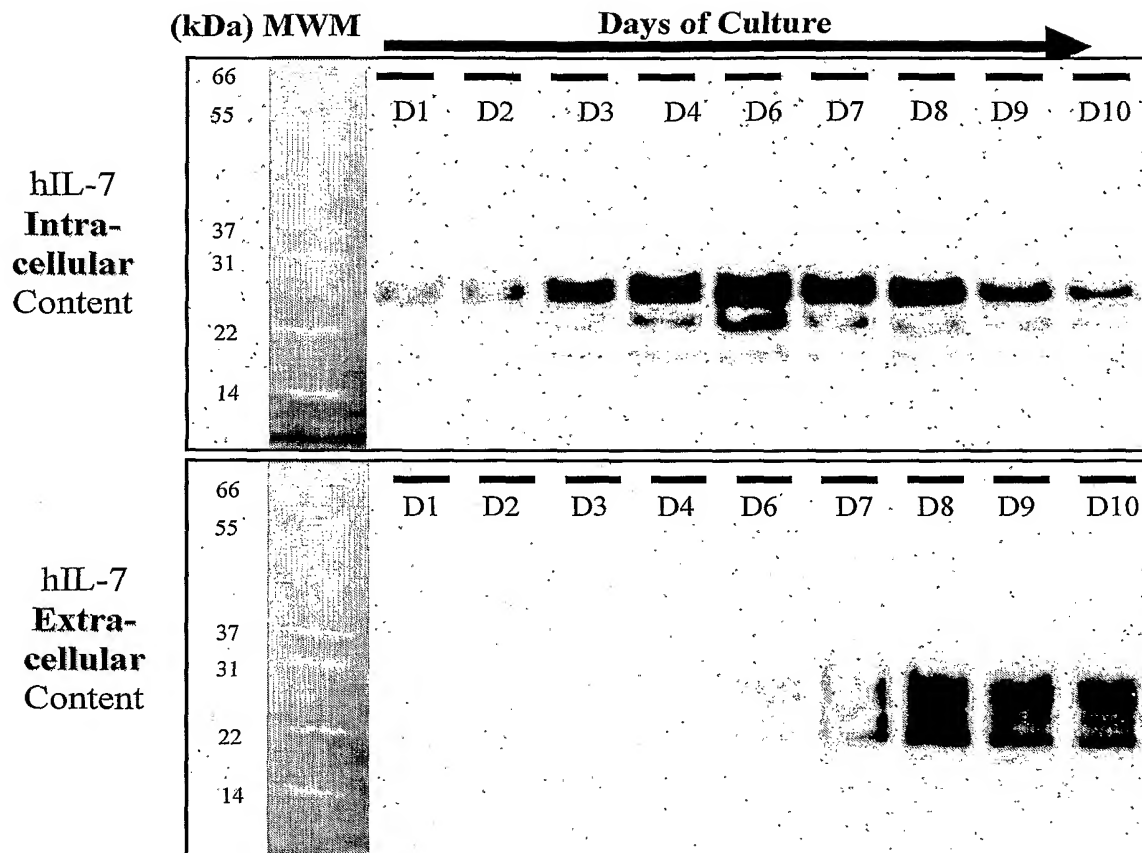 (kDa) MWM Days of Culture
66
55
37
31
22
14
D1 D2 D3 D4 D6 D7 D8 D9 D10
hIL-7
Intra-
cellular
Content
66
55
37
31
22
14
D1 D2 D3 D4 D6 D7 D8 D9 D10
hIL-7
Extra-
cellular
Content